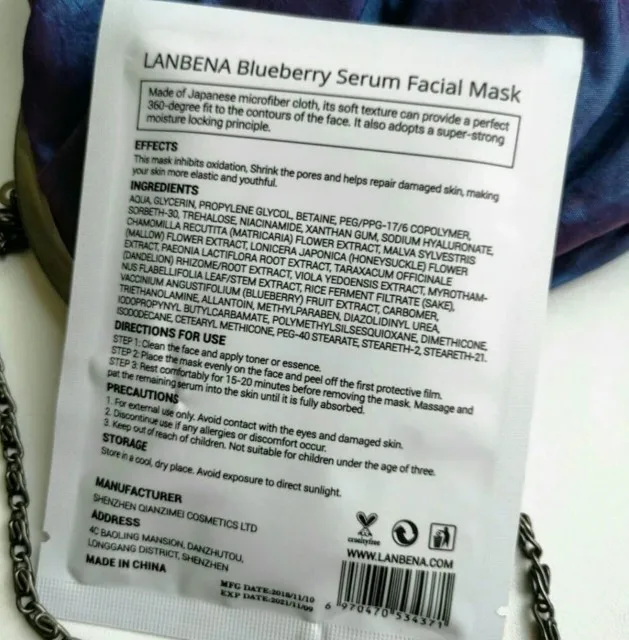 LANBENA Blueberry Serum Facial Mask
Made of Japanese microfiber cloth, its soft texture can provide a perfect
360-degree fit to the contours of the face. It also adopts a super-strong
moisture locking principle.
EFFECTS
This mask inhibits oxidation, Shrink the pores and helps repair damaged skin, making
your skin more elastic and youthful.
INGREDIENTS
AQUA, GLYCERIN, PROPYLENE GLYCOL, BETAINE, PEG/PPG-17/6 COPOLYMER,
SORBETH-30, TREHALOSE, NIACINAMIDE, XANTHAN GUM, SODIUM HYALURONATE,
CHAMOMILLA RECUTITA (MATRICARIA) FLOWER EXTRACT, MALVA SYLVESTRIS
(MALLOW) FLOWER EXTRACT, LONICERA JAPONICA (HONEYSUCKLE) FLOWER
EXTRACT, PAEONIA LACTIFLORA ROOT EXTRACT, TARAXACUM OFFICINALE
(DANDELION) RHIZOME/ROOT EXTRACT, VIOLA YEDOENSIS EXTRACT, MYROTHAM-
NUS FLABELLIFOLIA LEAF/STEM EXTRACT, RICE FERMENT FILTRATE (SAKE),
VACCINIUM ANGUSTIFOLIUM (BLUEBERRY) FRUIT EXTRACT, CARBOMER,
TRIETHANOLAMINE, ALLANTOIN, METHYLPARABEN, DIAZOLIDINYL UREA,
IODOPROPYNYL BUTYLCARBAMATE, POLYMETHYLSILSESQUIOXANE, DIMETHICONE,
ISODODECANE, CETEARYL METHICONE, PEG-40 STEARATE, STEARETH-2, STEARETH-21.
DIRECTIONS FOR USE
STEP 1: Clean the face and apply toner or essence.
STEP 2: Place the mask evenly on the face and peel off the first protective film.
STEP 3: Rest comfortably for 15-20 minutes before removing the mask. Massage and
pat the remaining serum into the skin until it is fully absorbed.
PRECAUTIONS
1. For external use only. Avoid contact with the eyes and damaged skin.
2. Discontinue use if any allergies or discomfort occur.
3. Keep out of reach of children. Not suitable for children under the age of three.
STORAGE
Store in a cool, dry place. Avoid exposure to direct sunlight.
MANUFACTURER
SHENZHEN QIANZIMEI COSMETICS LTD
ADDRESS
4C BAOLING MANSION, DANZHUTOU,
LONGGANG DISTRICT, SHENZHEN
MADE IN CHINA
crueltyfree
WWW.LANBENA.COM
MFG DATE:2018/11/10
EXP DATE:2021/11/09
6 970470 534371